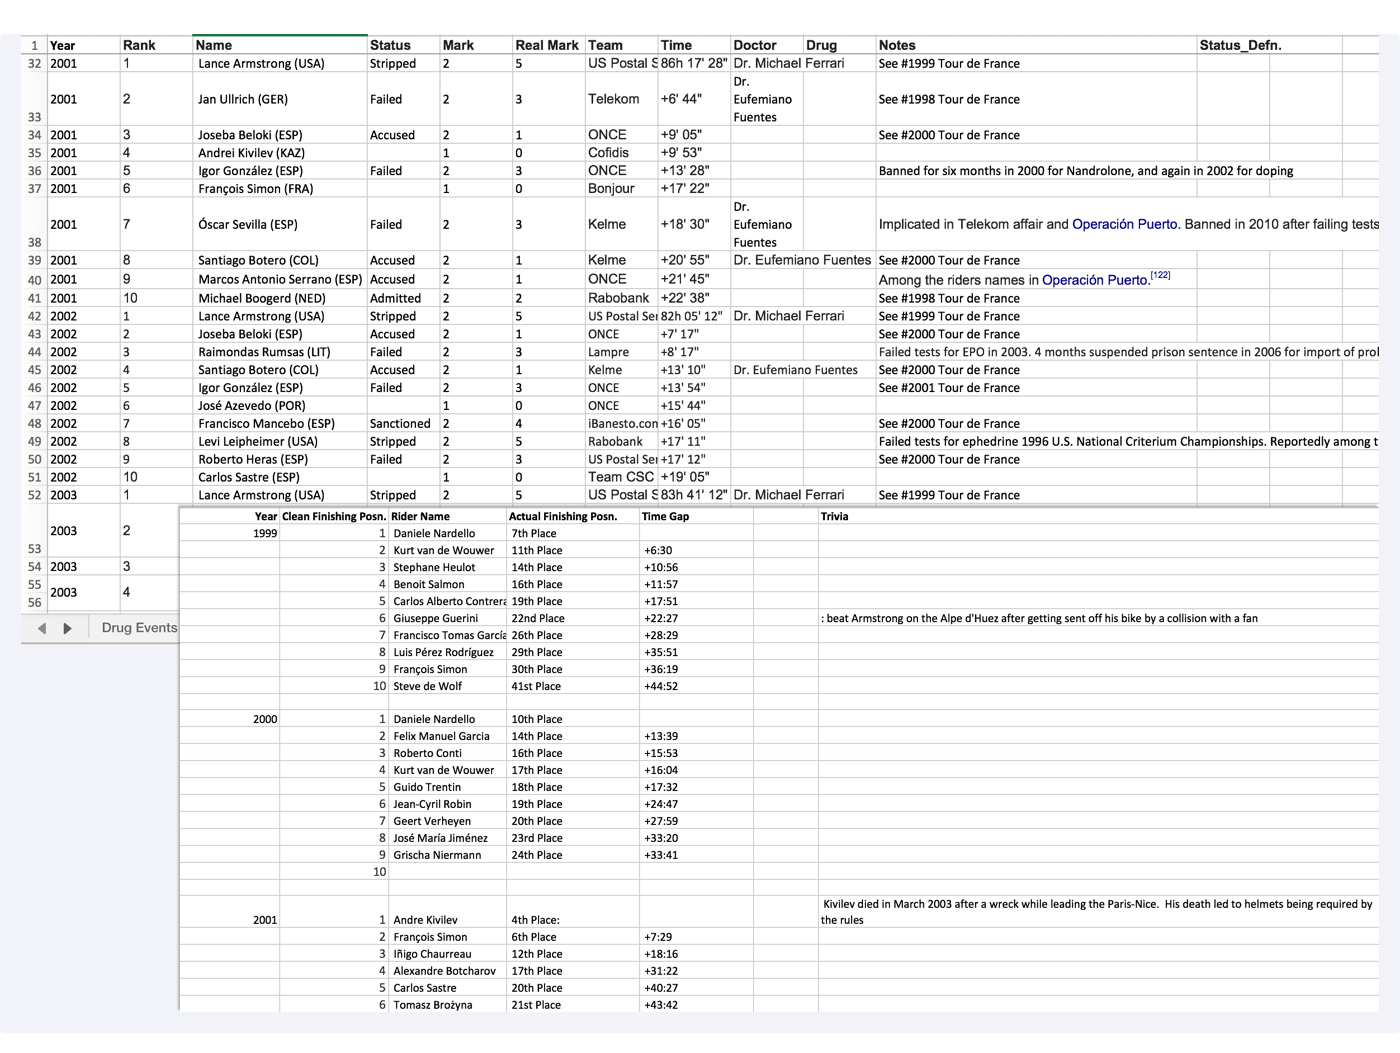 1 Year Rank Name Status Mark Real Mark Team Time Doctor Drug Notes Status_Defn.
32 2001 1 Lance Armstrong (USA) Stripped 2 5 US Postal S 86h 17' 28" Dr. Michael Ferrari See #1999 Tour de France
33 2001 2 Jan Ullrich (GER) Failed 2 3 Telekom +6' 44" Dr. Eufemiano Fuentes See #1998 Tour de France
34 2001 3 Joseba Beloki (ESP) Accused 2 1 ONCE +9' 05" See #2000 Tour de France
35 2001 4 Andrei Kivilev (KAZ) 1 0 Cofidis +9' 53"
36 2001 5 Igor González (ESP) Failed 2 3 ONCE +13' 28" Banned for six months in 2000 for Nandrolone, and again in 2002 for doping
37 2001 6 François Simon (FRA) 1 0 Bonjour +17' 22"
38 2001 7 Óscar Sevilla (ESP) Failed 2 3 Kelme +18' 30" Dr. Eufemiano Fuentes Implicated in Telekom affair and Operación Puerto. Banned in 2010 after failing tests
39 2001 8 Santiago Botero (COL) Accused 2 1 Kelme +20' 55" Dr. Eufemiano Fuentes See #2000 Tour de France
40 2001 9 Marcos Antonio Serrano (ESP) Accused 2 1 ONCE +21' 45" Among the riders names in Operación Puerto.[122]
41 2001 10 Michael Boogerd (NED) Admitted 2 2 Rabobank +22' 38" See #1998 Tour de France
42 2002 1 Lance Armstrong (USA) Stripped 2 5 US Postal Ser 82h 05' 12" Dr. Michael Ferrari See #1999 Tour de France
43 2002 2 Joseba Beloki (ESP) Accused 2 1 ONCE +7' 17" See #2000 Tour de France
44 2002 3 Raimondas Rumsas (LIT) Failed 2 3 Lampre +8' 17" Failed tests for EPO in 2003. 4 months suspended prison sentence in 2006 for import of prol
45 2002 4 Santiago Botero (COL) Accused 2 1 Kelme +13' 10" Dr. Eufemiano Fuentes See #2000 Tour de France
46 2002 5 Igor González (ESP) Failed 2 3 ONCE +13' 54" See #2001 Tour de France
47 2002 6 José Azevedo (POR) 1 0 ONCE +15' 44"
48 2002 7 Francisco Mancebo (ESP) Sanctioned 2 4 iBanesto.con +16' 05" See #2000 Tour de France
49 2002 8 Levi Leipheimer (USA) Stripped 2 5 Rabobank +17' 11" Failed tests for ephedrine 1996 U.S. National Criterium Championships. Reportedly among t
50 2002 9 Roberto Heras (ESP) Failed 2 3 US Postal Ser +17' 12" See #2000 Tour de France
51 2002 10 Carlos Sastre (ESP) 1 0 Team CSC +19' 05"
52 2003 1 Lance Armstrong (USA) Stripped 2 5 US Postal S 83h 41' 12" Dr. Michael Ferrari See #1999 Tour de France
53 2003 2
54 2003 3
55 2003 4
56
Drug Events
Year Clean Finishing Posn. Rider Name Actual Finishing Posn. Time Gap Trivia
1999 1 Daniele Nardello 7th Place
2 Kurt van de Wouwer 11th Place +6:30
3 Stephane Heulot 14th Place +10:56
4 Benoit Salmon 16th Place +11:57
5 Carlos Alberto Contrera 19th Place +17:51
6 Giuseppe Guerini 22nd Place +22:27 : beat Armstrong on the Alpe d'Huez after getting sent off his bike by a collision with a fan
7 Francisco Tomas García 26th Place +28:29
8 Luis Pérez Rodríguez 29th Place +35:51
9 François Simon 30th Place +36:19
10 Steve de Wolf 41st Place +44:52
2000 1 Daniele Nardello 10th Place
2 Felix Manuel Garcia 14th Place +13:39
3 Roberto Conti 16th Place +15:53
4 Kurt van de Wouwer 17th Place +16:04
5 Guido Trentin 18th Place +17:32
6 Jean-Cyril Robin 19th Place +24:47
7 Geert Verheyen 20th Place +27:59
8 José María Jiménez 23rd Place +33:20
9 Grischa Niermann 24th Place +33:41
10
Kivilev died in March 2003 after a wreck while leading the Paris-Nice. His death led to helmets being required by
2001 1 Andre Kivilev 4th Place: the rules
2 François Simon 6th Place +7:29
3 Iñigo Chaurreau 12th Place +18:16
4 Alexandre Botcharov 17th Place +31:22
5 Carlos Sastre 20th Place +40:27
6 Tomasz Brożyna 21st Place +43:42